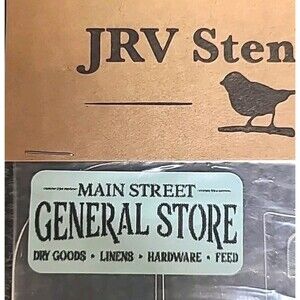 JRV Sten
MAIN STREET
GENERAL STORE
DRY GOODS • LINENS • HARDWARE • FEED